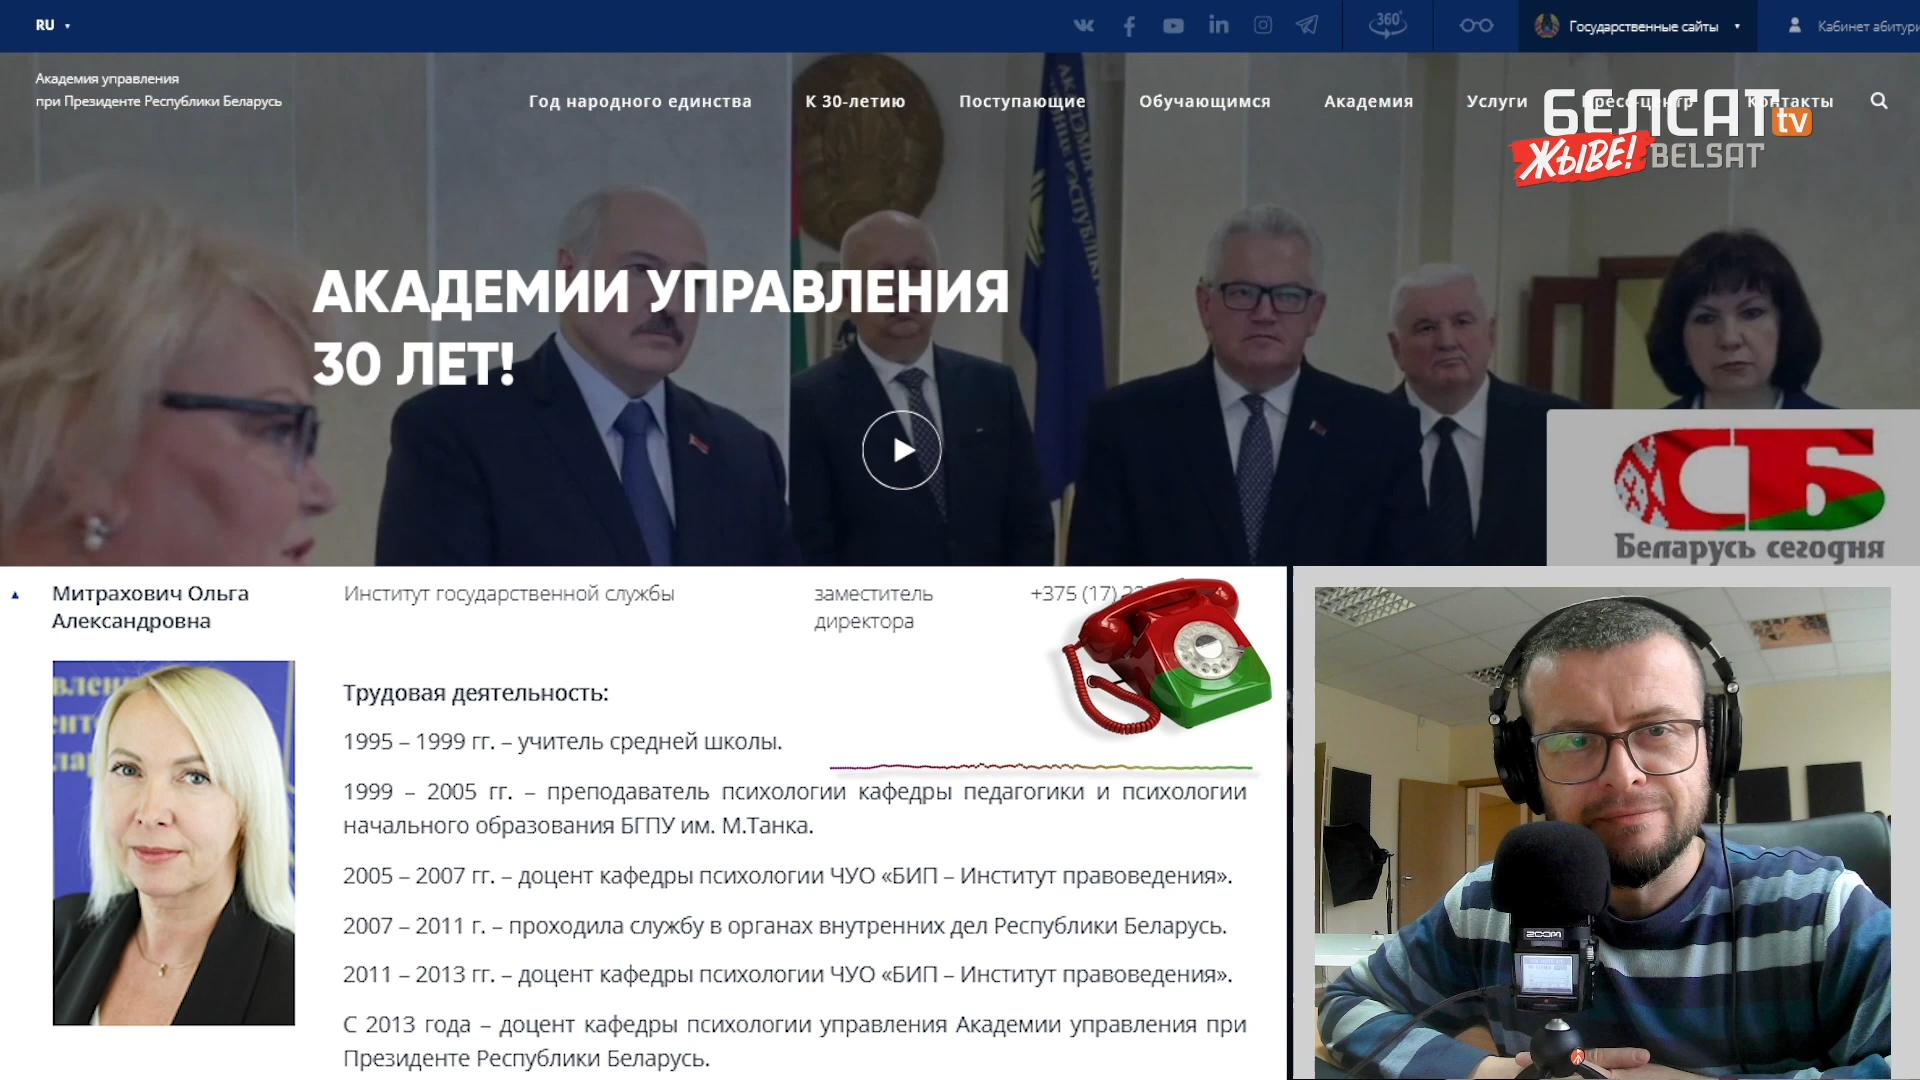 RU
360°
Государственные сайты
Кабинет
Академия управления
при Президенте Республики Беларусь
Год народного единства
К 30-летию
Поступающие
Обучающимся
Академия
Услуги
Пресс-центр
Контакты
БЕЛСАТ tv
ЖЫВЕ! BELSAT
АКАДЕМИИ УПРАВЛЕНИЯ
30 ЛЕТ!
СБ
Беларусь сегодня
Митрахович Ольга
Александровна
Институт государственной службы
заместитель
директора
+375 (17)
Трудовая деятельность:
1995 – 1999 гг. – учитель средней школы.
1999 – 2005 гг. – преподаватель психологии кафедры педагогики и психологии
начального образования БГПУ им. М.Танка.
2005 – 2007 гг. – доцент кафедры психологии ЧУО «БИП – Институт правоведения».
2007 – 2011 г. – проходила службу в органах внутренних дел Республики Беларусь.
2011 – 2013 гг. – доцент кафедры психологии ЧУО «БИП – Институт правоведения».
С 2013 года – доцент кафедры психологии управления Академии управления при
Президенте Республики Беларусь.
zoom